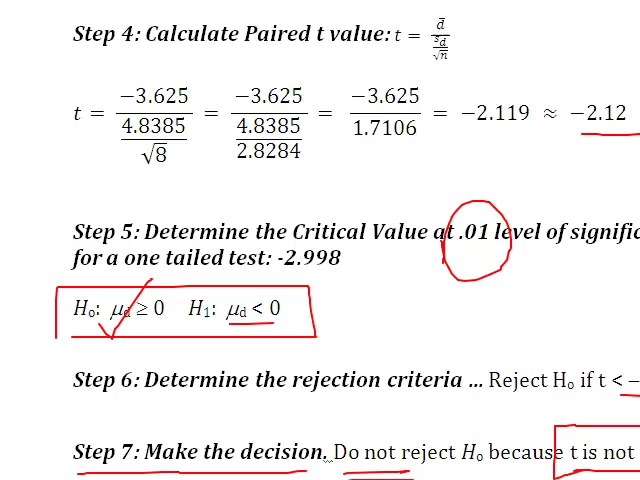 Step 4: Calculate Paired t value: t = d̄ / (s_d / √n)
t = −3.625 / (4.8385 / √8) = −3.625 / (4.8385 / 2.8284) = −3.625 / 1.7106 = −2.119 ≈ −2.12
Step 5: Determine the Critical Value at .01 level of signific
for a one tailed test: -2.998
H₀: μd ≥ 0 H₁: μd < 0
Step 6: Determine the rejection criteria ... Reject H₀ if t < −
Step 7: Make the decision. Do not reject H₀ because t is not